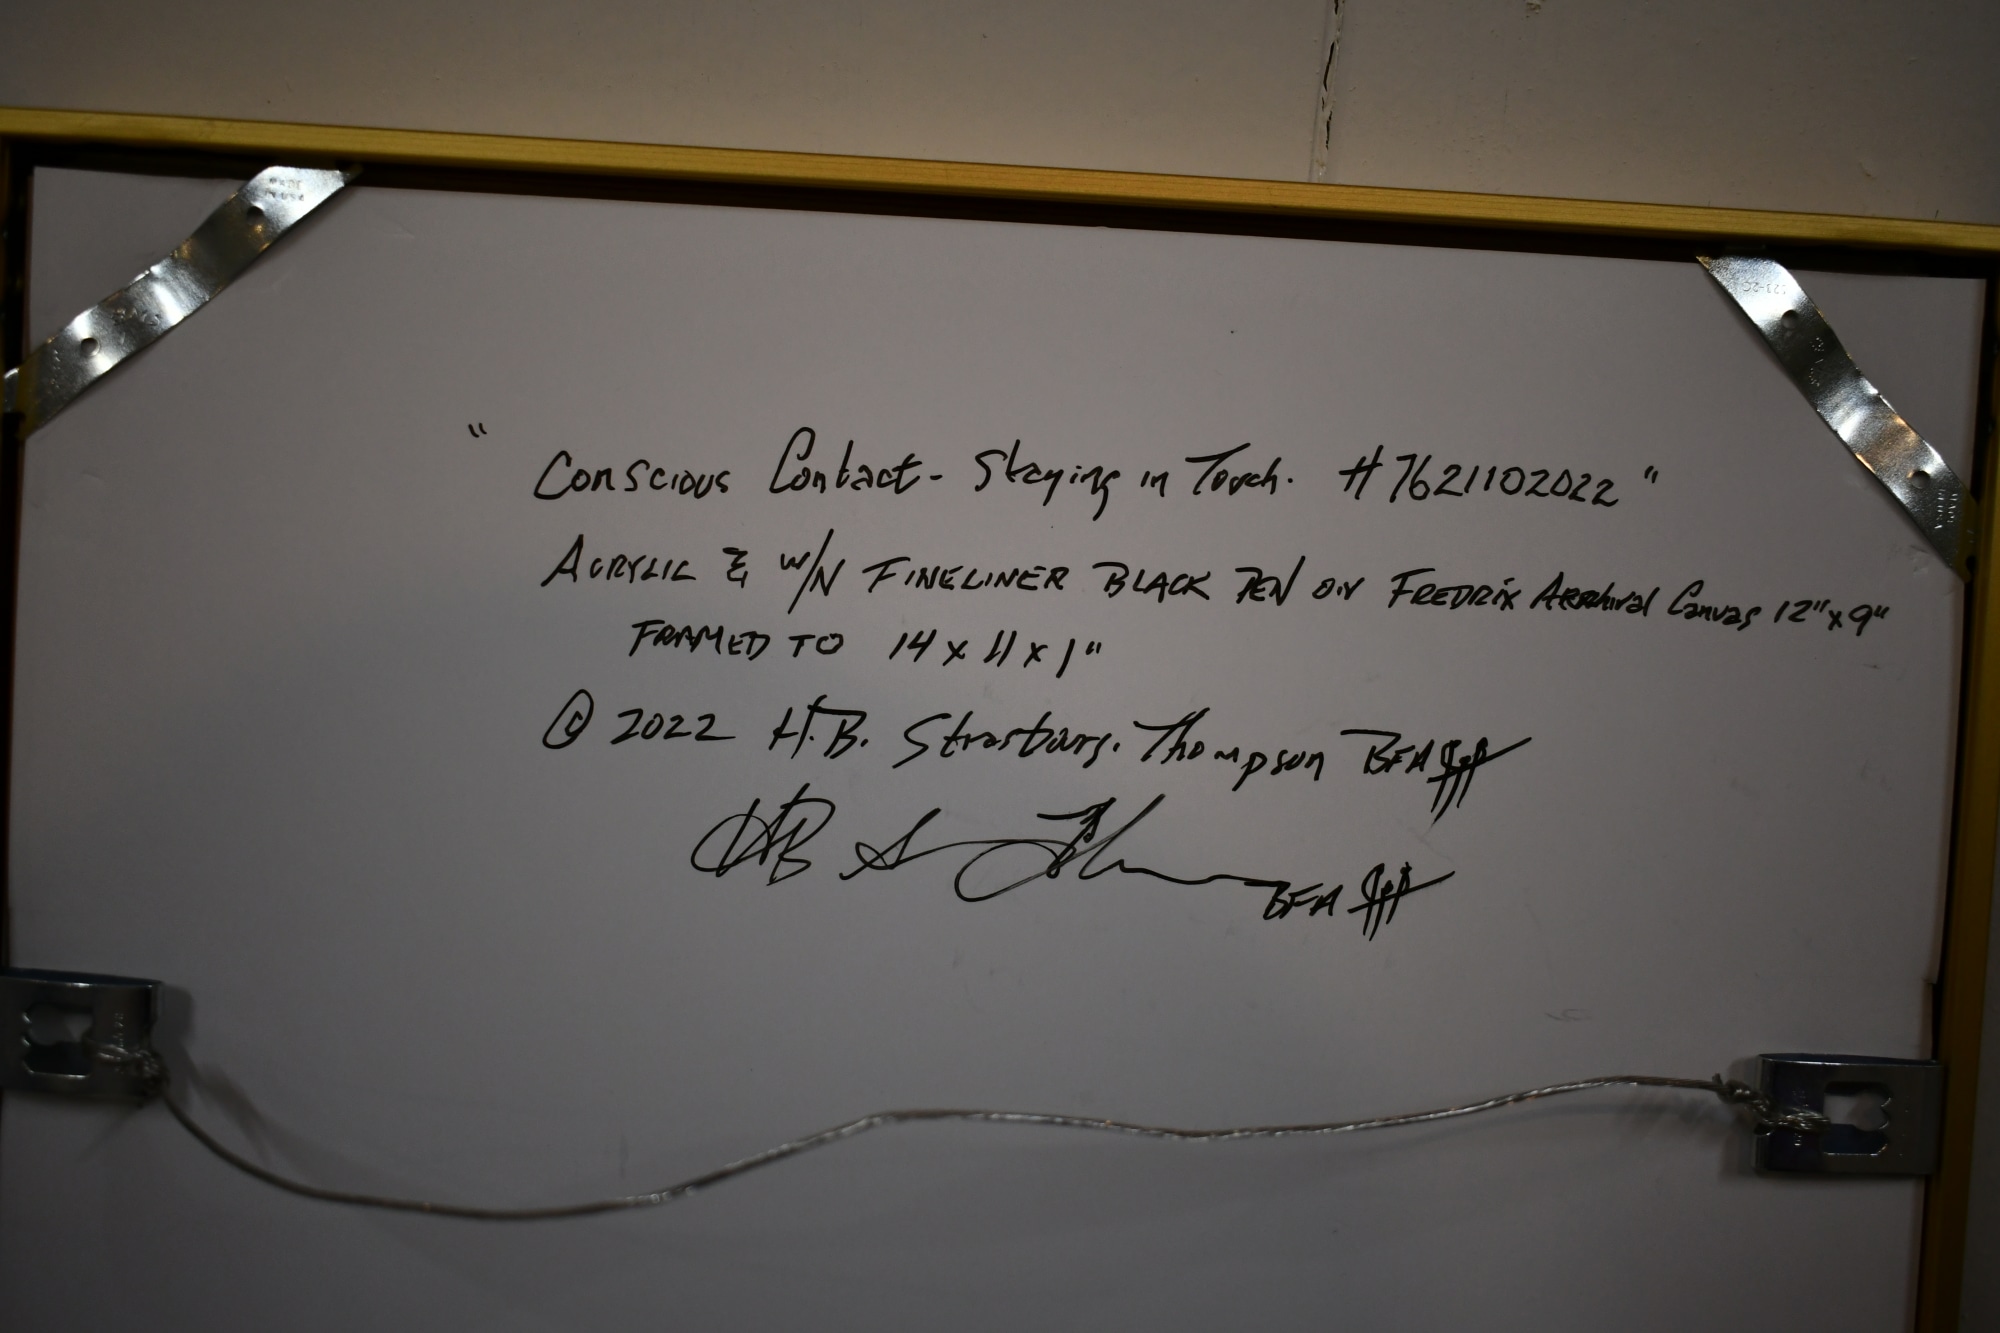 " Conscious Contact - Staying in Touch. #7621102022 "
ACRYLIC & W/N FINELINER BLACK PEN ON FREDRIX Archival Canvas 12" x 9"
FRAMED TO 14 x 11 x 1"
© 2022 H.B. Strasburg. Thompson BFA
HB BFA